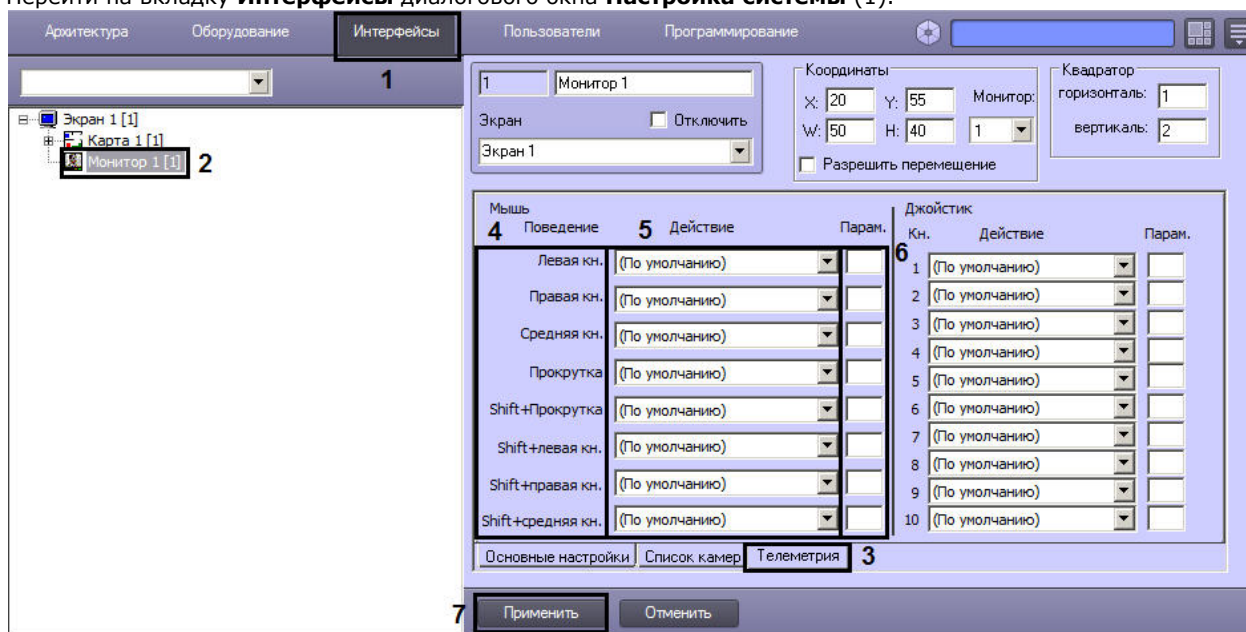 Перейти на вкладку Интерфейсы диалогового окна Настройка системы (1).
Архитектура Оборудование Интерфейсы Пользователи Программирование
1
Экран 1 [1]
Карта 1 [1]
Монитор 1 [1] 2
1 Монитор 1
Экран Отключить
Экран 1
Координаты
X: 20 Y: 55 Монитор:
W: 50 H: 40 1
Разрешить перемещение
Квадратор
горизонталь: 1
вертикаль: 2
Мышь
4 Поведение 5 Действие Парам.
Левая кн. (По умолчанию)
Правая кн. (По умолчанию)
Средняя кн. (По умолчанию)
Прокрутка (По умолчанию)
Shift+Прокрутка (По умолчанию)
Shift+левая кн. (По умолчанию)
Shift+правая кн. (По умолчанию)
Shift+средняя кн. (По умолчанию)
Джойстик
Кн. Действие Парам.
6
1 (По умолчанию)
2 (По умолчанию)
3 (По умолчанию)
4 (По умолчанию)
5 (По умолчанию)
6 (По умолчанию)
7 (По умолчанию)
8 (По умолчанию)
9 (По умолчанию)
10 (По умолчанию)
Основные настройки Список камер Телеметрия 3
7 Применить Отменить